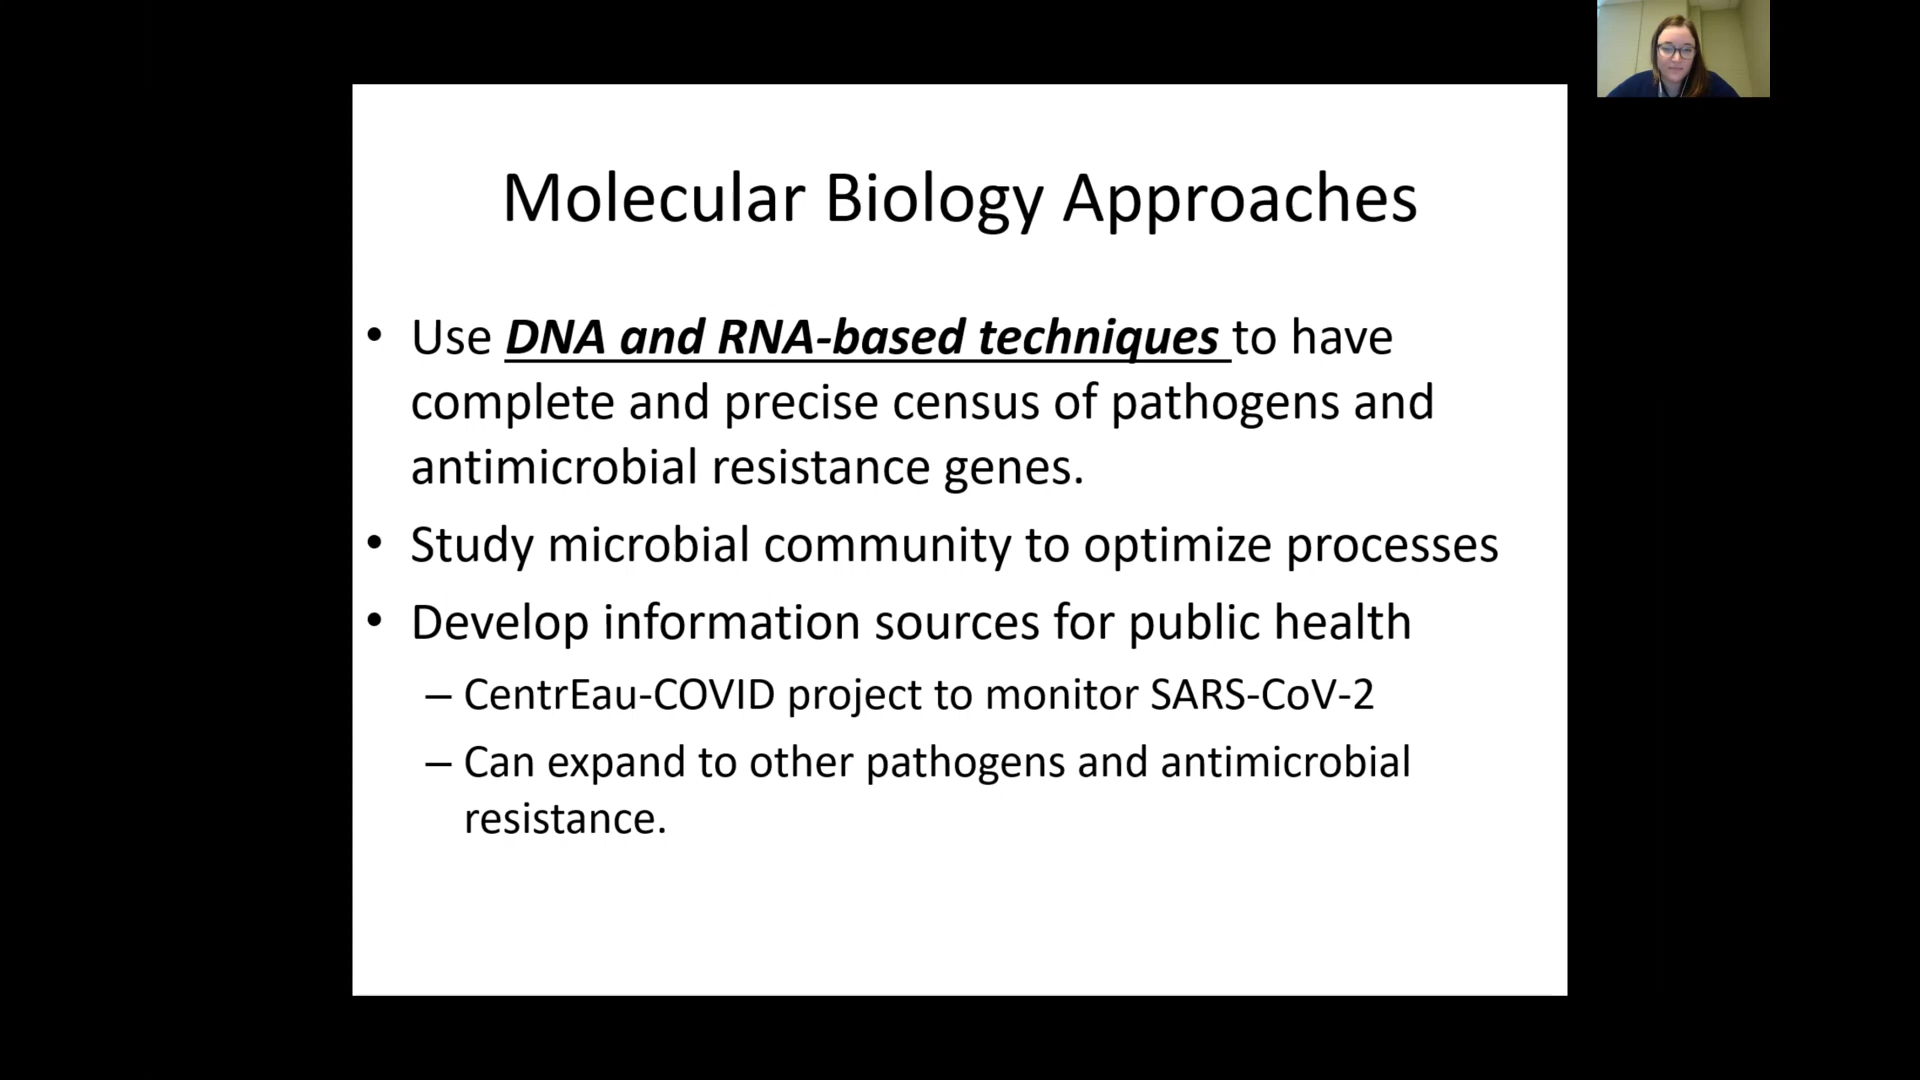 Molecular Biology Approaches
• Use DNA and RNA-based techniques to have
complete and precise census of pathogens and
antimicrobial resistance genes.
• Study microbial community to optimize processes
• Develop information sources for public health
– CentrEau-COVID project to monitor SARS-CoV-2
– Can expand to other pathogens and antimicrobial
resistance.